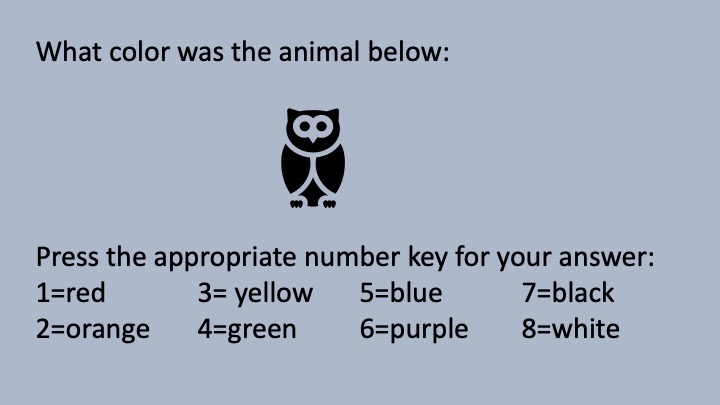 What color was the animal below:
Press the appropriate number key for your answer:
1=red 3= yellow 5=blue 7=black
2=orange 4=green 6=purple 8=white